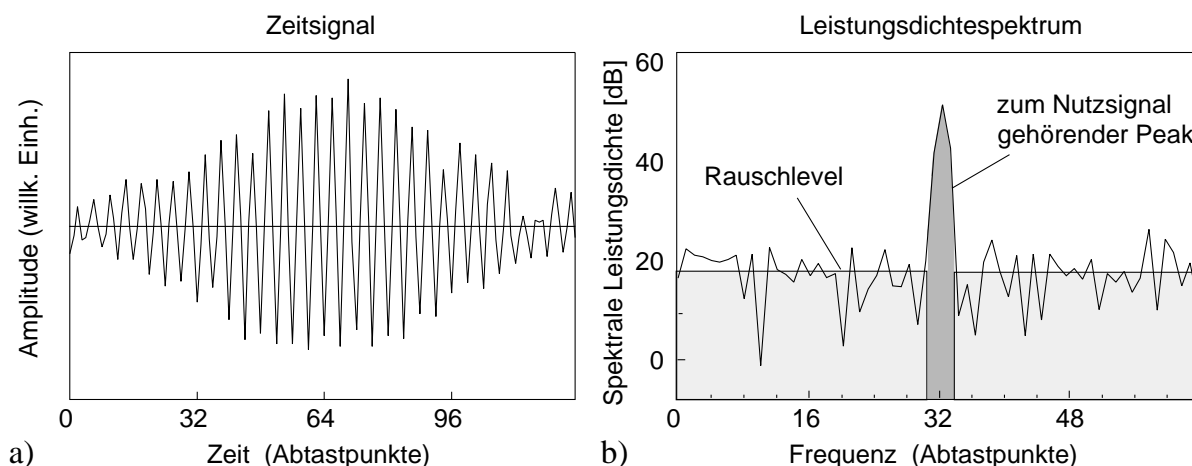 Zeitsignal
Amplitude (willk. Einh.)
0 32 64 96
Zeit (Abtastpunkte)
a)
Leistungsdichtespektrum
Spektrale Leistungsdichte [dB]
60
40
20
0
zum Nutzsignal
gehörender Peak
Rauschlevel
0 16 32 48
Frequenz (Abtastpunkte)
b)